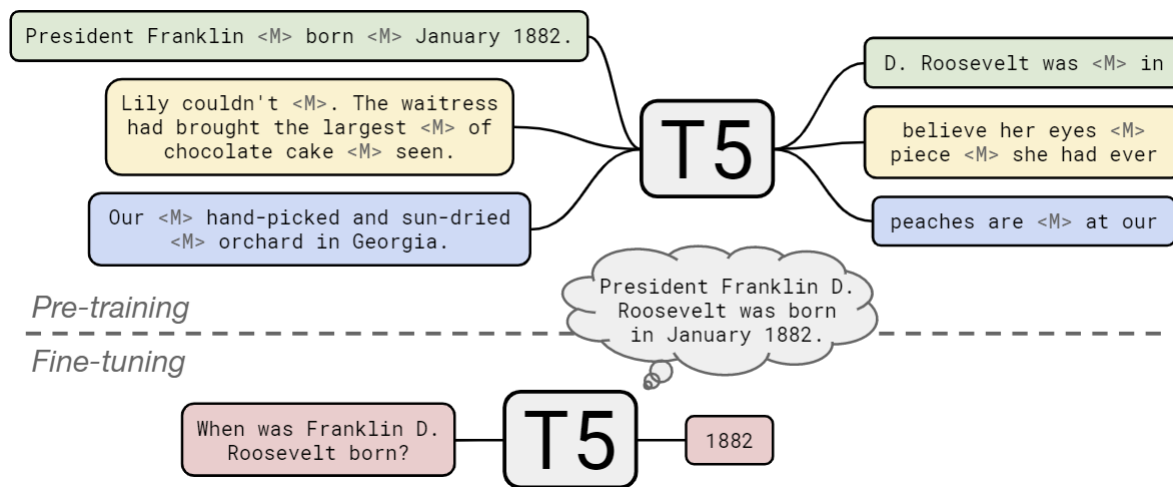 President Franklin <M> born <M> January 1882.
Lily couldn't <M>. The waitress
had brought the largest <M> of
chocolate cake <M> seen.
Our <M> hand-picked and sun-dried
<M> orchard in Georgia.
T5
D. Roosevelt was <M> in
believe her eyes <M>
piece <M> she had ever
peaches are <M> at our
Pre-training
President Franklin D.
Roosevelt was born
in January 1882.
Fine-tuning
When was Franklin D.
Roosevelt born?
T5
1882